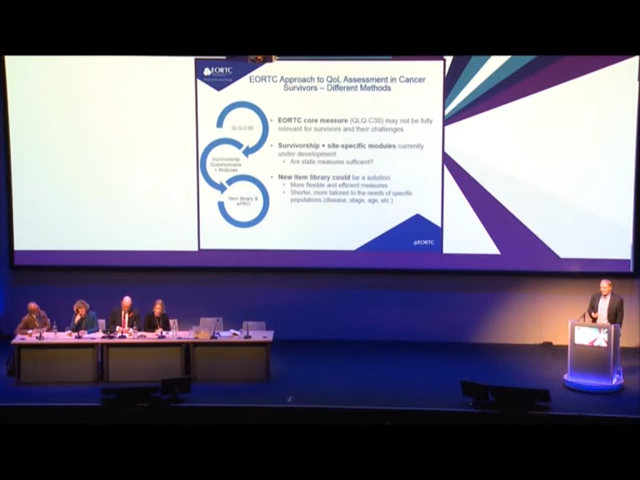 EORTC
EORTC Approach to QoL Assessment in Cancer
Survivors – Different Methods
QLQ-C30
Survivorship
Questionnaire
+ Modules
Item library &
ePRO
• EORTC core measure (QLQ-C30) may not be fully
relevant for survivors and their challenges
• Survivorship + site-specific modules currently
under development
• Are static measures sufficient?
• New item library could be a solution
• More flexible and efficient measures
• Shorter, more tailored to the needs of specific
populations (disease, stage, age, etc.)
@EORTC